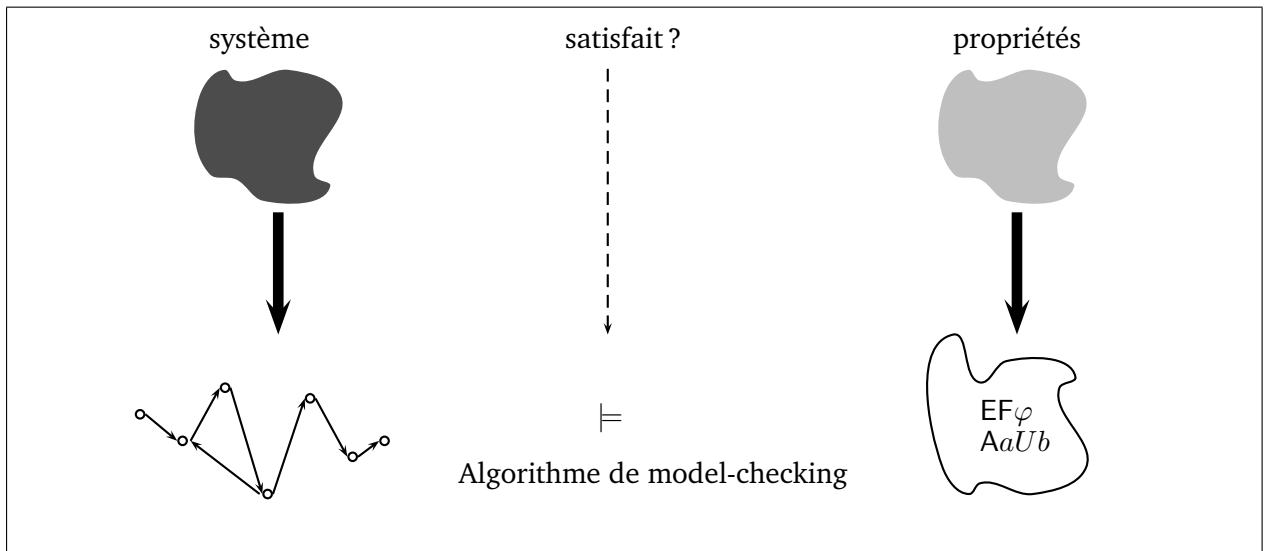 système
satisfait ?
propriétés
⊨
EFφ
AaUb
Algorithme de model-checking